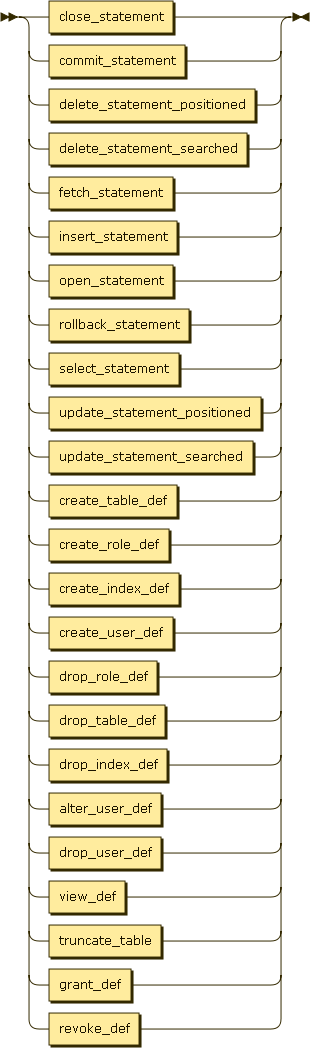 close_statement
commit_statement
delete_statement_positioned
delete_statement_searched
fetch_statement
insert_statement
open_statement
rollback_statement
select_statement
update_statement_positioned
update_statement_searched
create_table_def
create_role_def
create_index_def
create_user_def
drop_role_def
drop_table_def
drop_index_def
alter_user_def
drop_user_def
view_def
truncate_table
grant_def
revoke_def